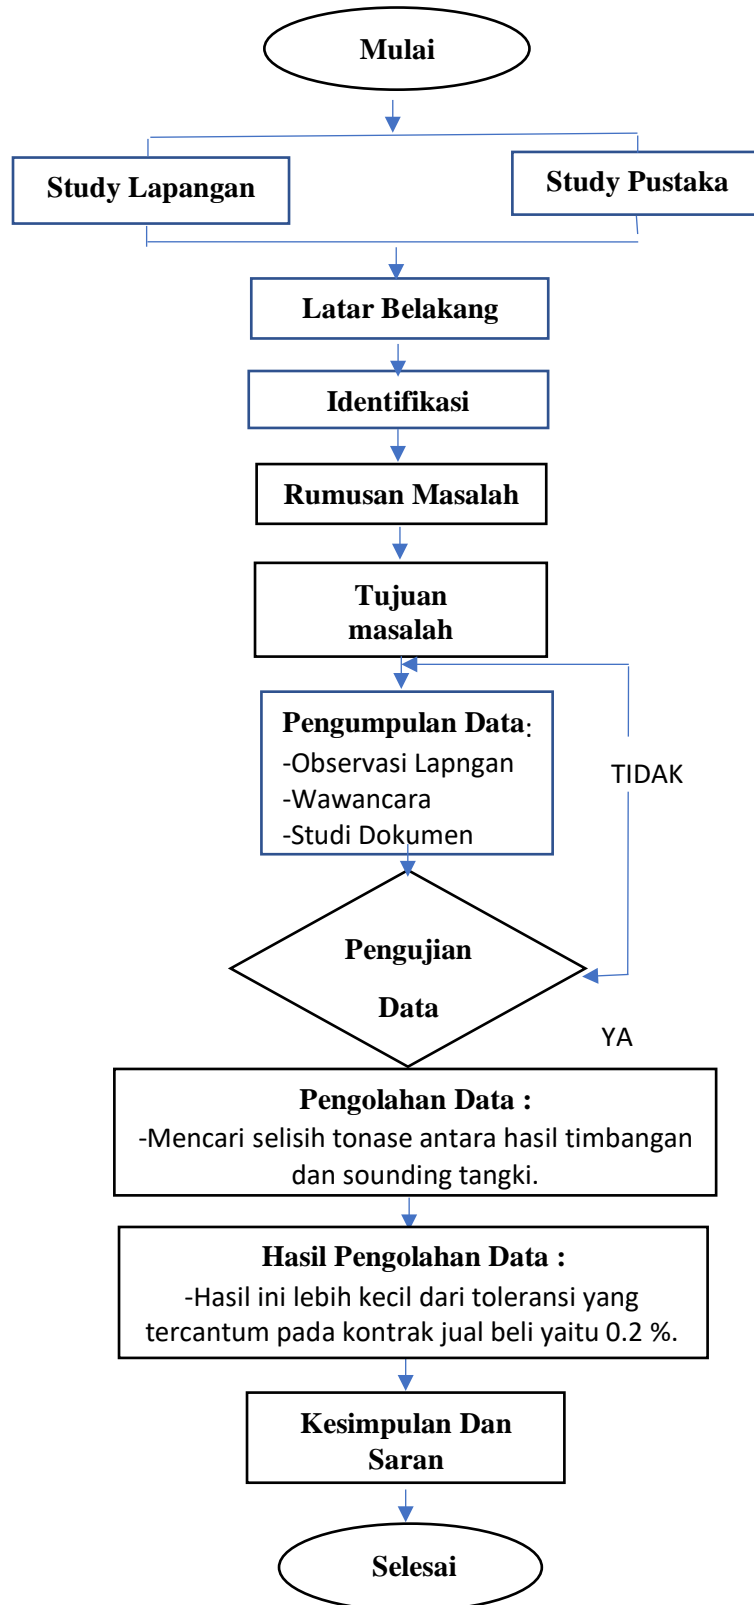 Mulai
Study Lapangan
Study Pustaka
Latar Belakang
Identifikasi
Rumusan Masalah
Tujuan
masalah
Pengumpulan Data:
-Observasi Lapngan
-Wawancara
-Studi Dokumen
TIDAK
Pengujian
Data
YA
Pengolahan Data :
-Mencari selisih tonase antara hasil timbangan
dan sounding tangki.
Hasil Pengolahan Data :
-Hasil ini lebih kecil dari toleransi yang
tercantum pada kontrak jual beli yaitu 0.2 %.
Kesimpulan Dan
Saran
Selesai